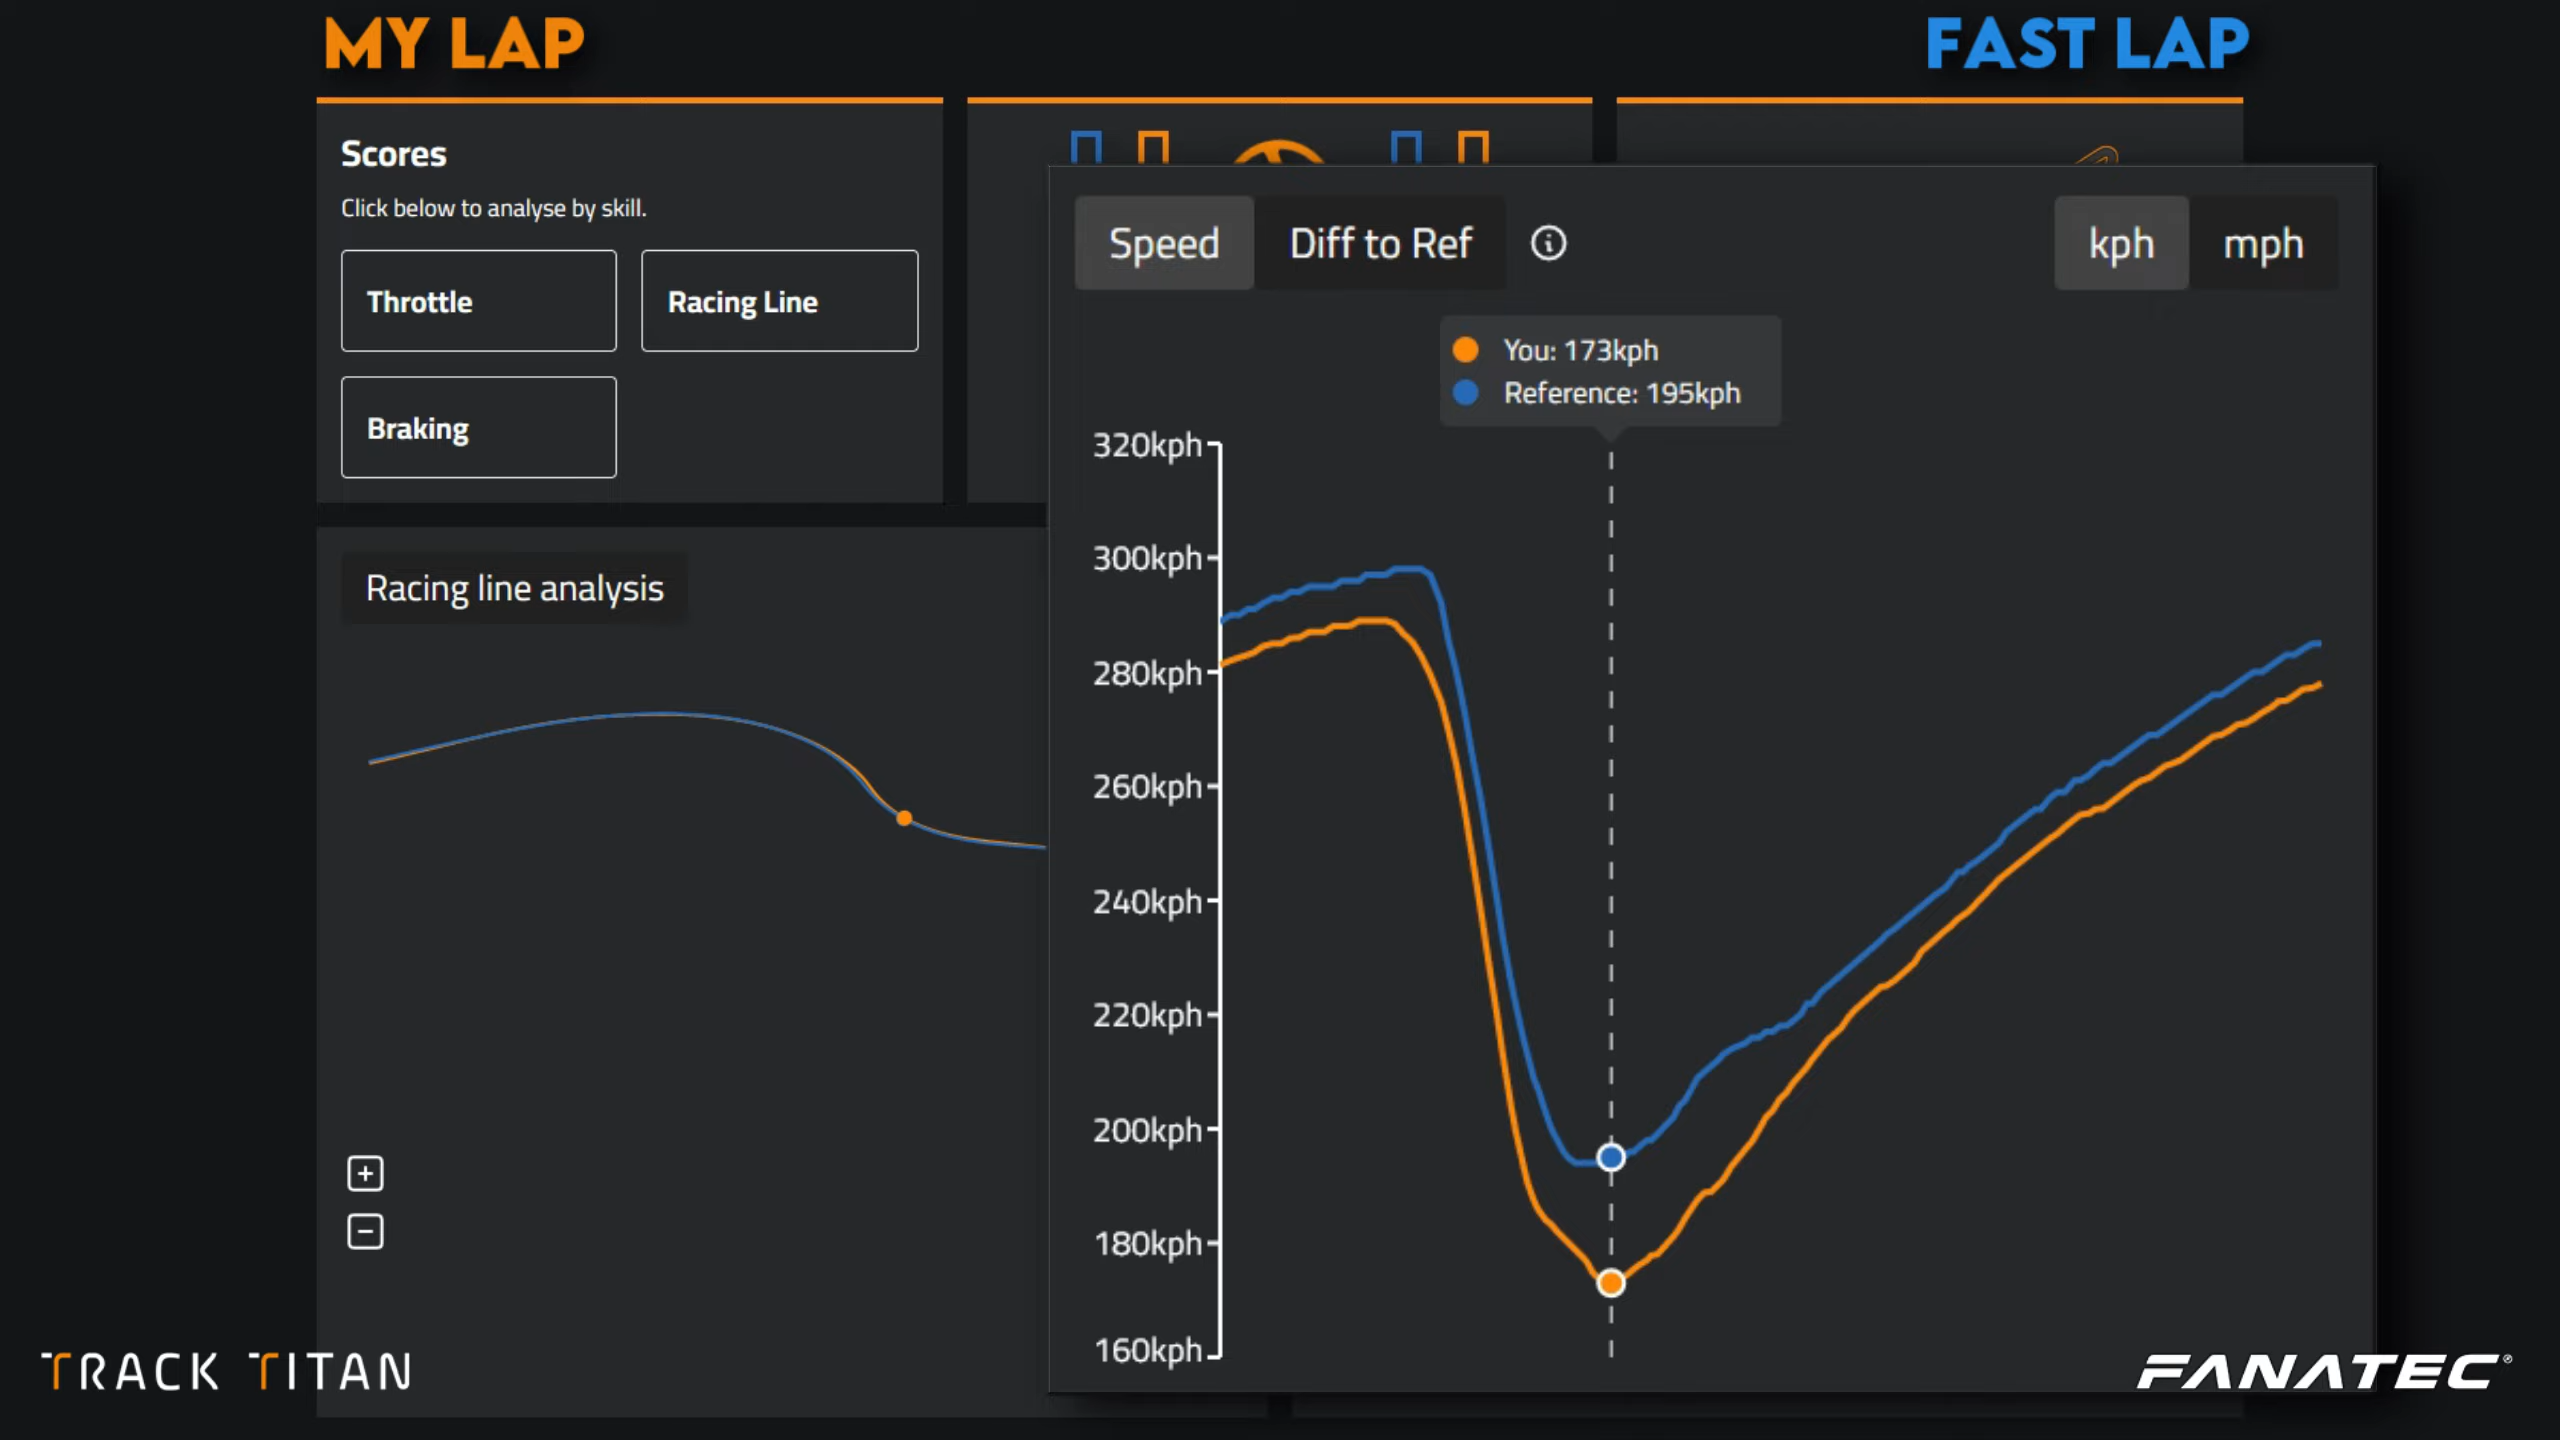 MY LAP
FAST LAP
Scores
Click below to analyse by skill.
Throttle
Racing Line
Braking
Racing line analysis
Speed
Diff to Ref
kph
mph
You: 173kph
Reference: 195kph
320kph
300kph
280kph
260kph
240kph
220kph
200kph
180kph
160kph
TRACK TITAN
FANATEC®